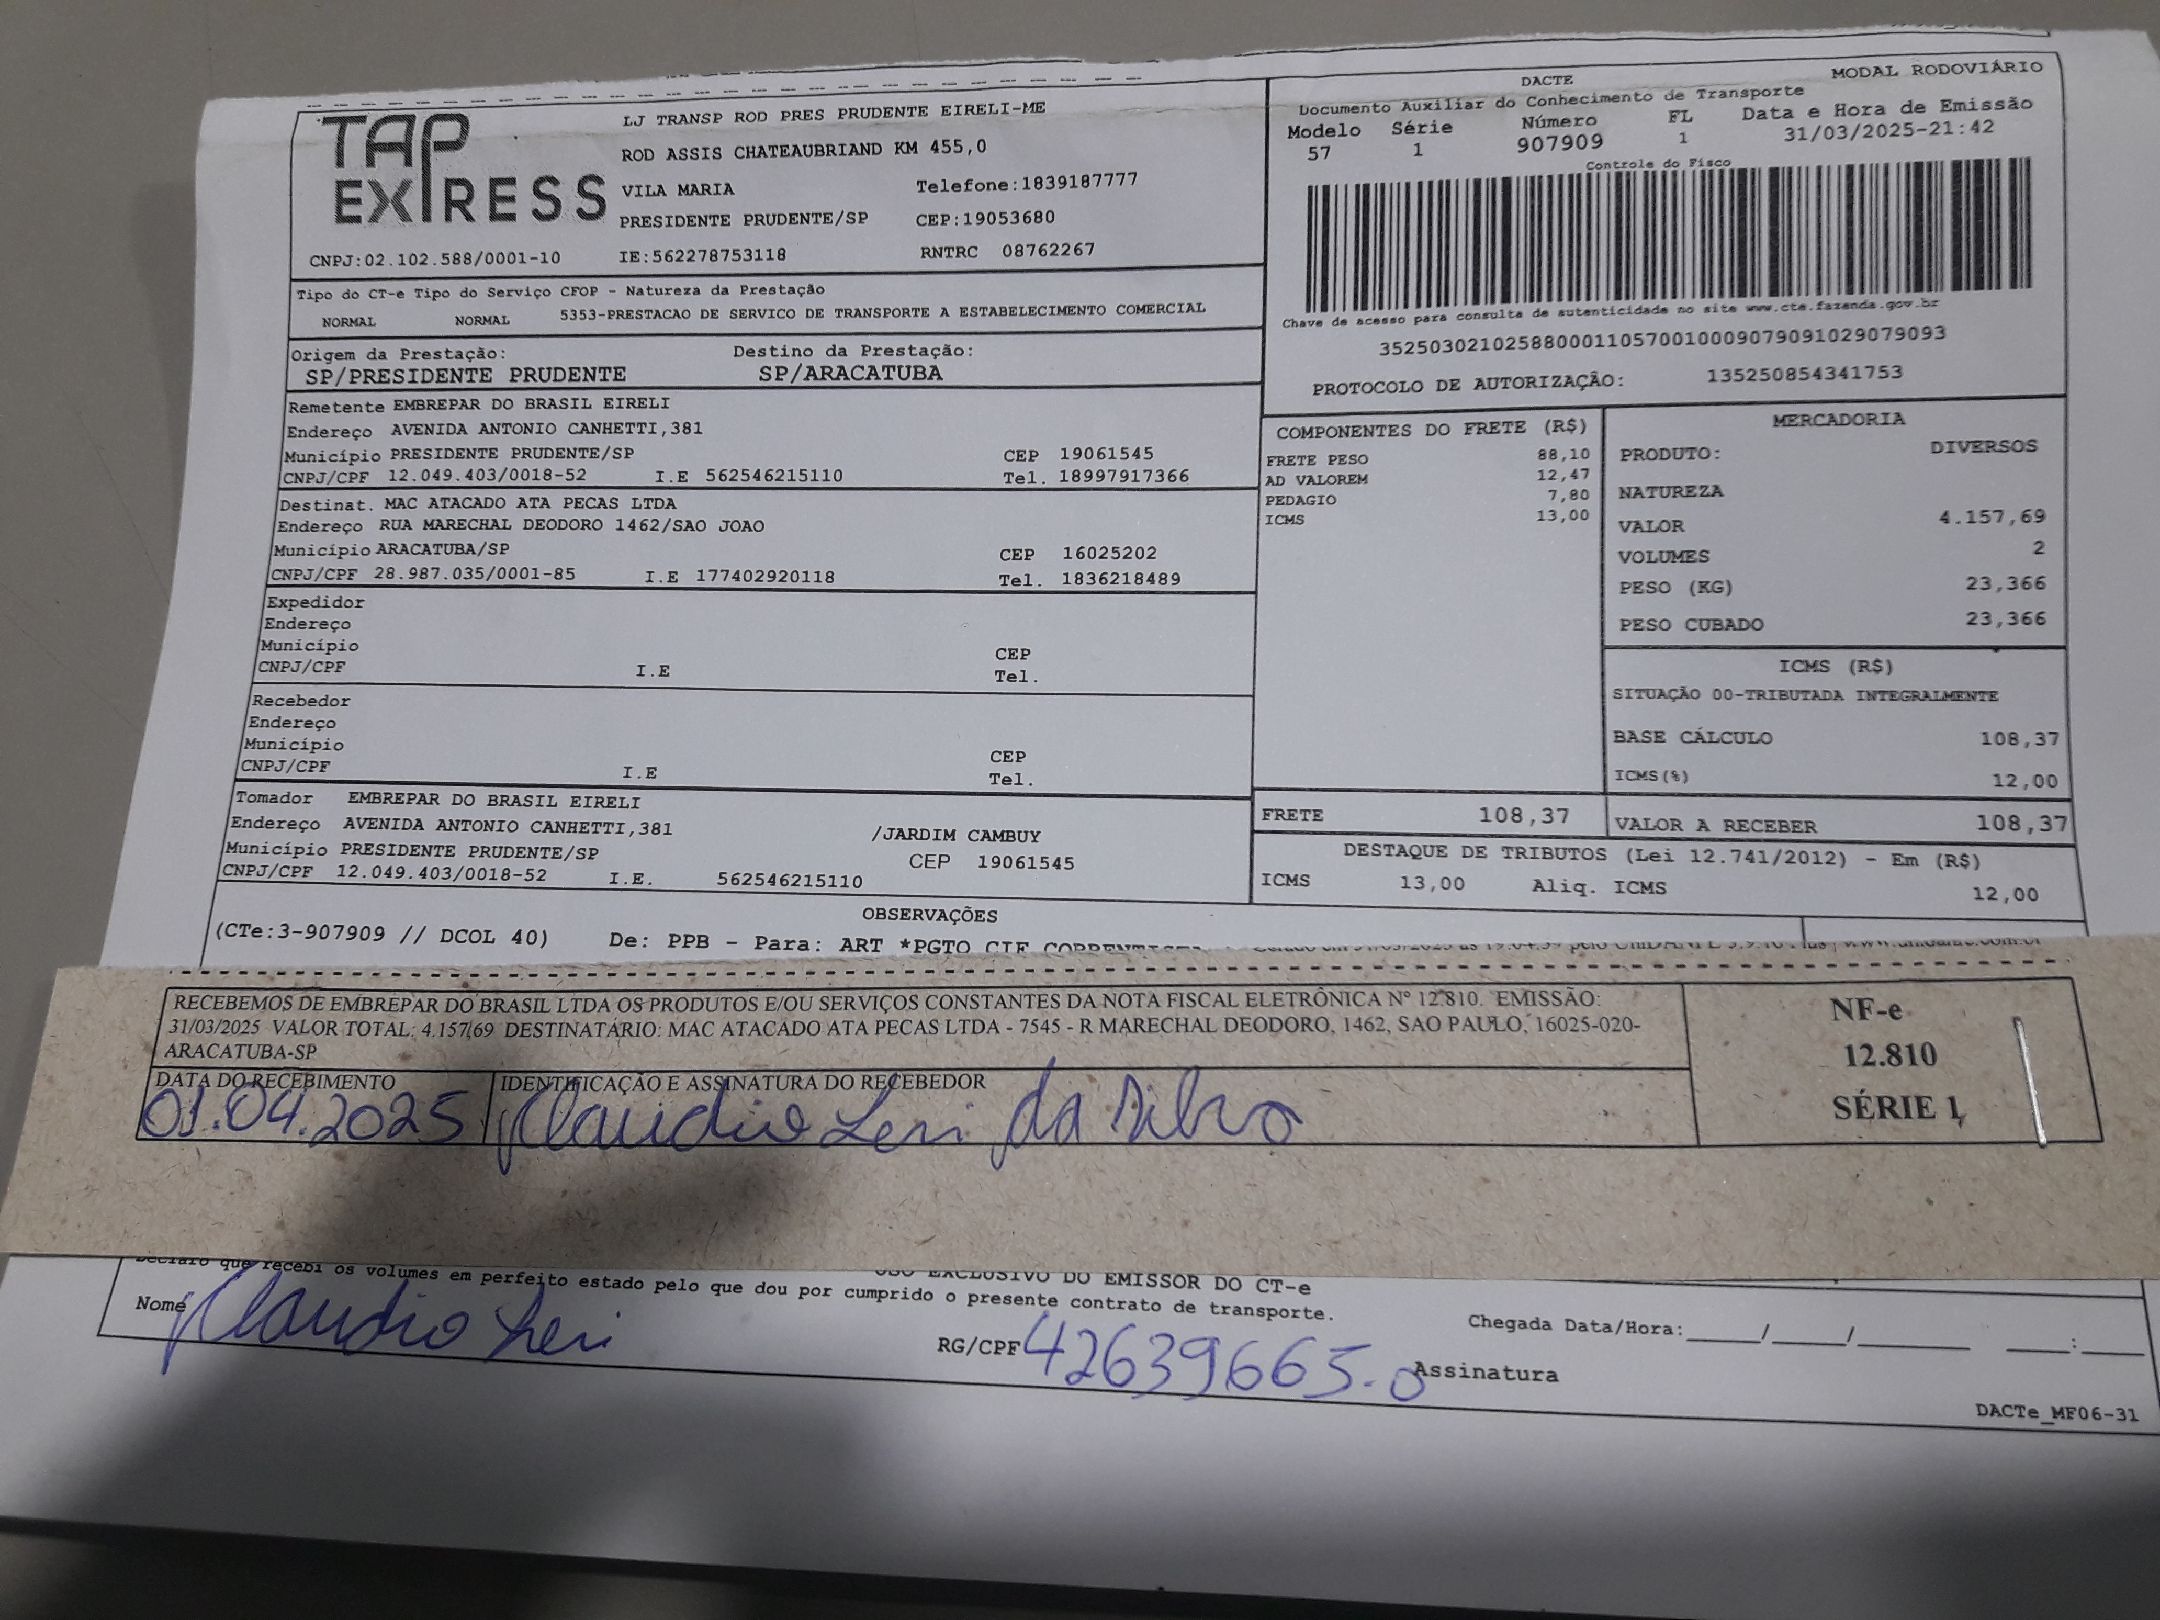 TAP EXPRESS
LJ TRANSP ROD PRES PRUDENTE EIRELI-ME
ROD ASSIS CHATEAUBRIAND KM 455,0
VILA MARIA Telefone:1839187777
PRESIDENTE PRUDENTE/SP CEP:19053680
CNPJ:02.102.588/0001-10 IE:562278753118 RNTRC 08762267
Tipo do CT-e Tipo do Serviço CFOP - Natureza da Prestação
NORMAL NORMAL 5353-PRESTACAO DE SERVICO DE TRANSPORTE A ESTABELECIMENTO COMERCIAL
Origem da Prestação: Destino da Prestação:
SP/PRESIDENTE PRUDENTE SP/ARACATUBA
Remetente EMBREPAR DO BRASIL EIRELI
Endereço AVENIDA ANTONIO CANHETTI,381
Município PRESIDENTE PRUDENTE/SP CEP 19061545
CNPJ/CPF 12.049.403/0018-52 I.E 562546215110 Tel. 18997917366
Destinat. MAC ATACADO ATA PECAS LTDA
Endereço RUA MARECHAL DEODORO 1462/SAO JOAO
Município ARACATUBA/SP CEP 16025202
CNPJ/CPF 28.987.035/0001-85 I.E 177402920118 Tel. 1836218489
Expedidor
Endereço
Município CEP
CNPJ/CPF I.E Tel.
Recebedor
Endereço
Município CEP
CNPJ/CPF I.E Tel.
Tomador EMBREPAR DO BRASIL EIRELI
Endereço AVENIDA ANTONIO CANHETTI,381 /JARDIM CAMBUY
Município PRESIDENTE PRUDENTE/SP CEP 19061545
CNPJ/CPF 12.049.403/0018-52 I.E. 562546215110
DACTE MODAL RODOVIÁRIO
Documento Auxiliar do Conhecimento de Transporte
Modelo Série Número FL Data e Hora de Emissão
57 1 907909 1 31/03/2025-21:42
Controle do Fisco
Chave de acesso para consulta de autenticidade no site www.cte.fazenda.gov.br
35250302102588000110570010009079091029079093
PROTOCOLO DE AUTORIZAÇÃO: 135250854341753
COMPONENTES DO FRETE (R$)
FRETE PESO 88,10
AD VALOREM 12,47
PEDAGIO 7,80
ICMS 13,00
MERCADORIA
PRODUTO: DIVERSOS
NATUREZA
VALOR 4.157,69
VOLUMES 2
PESO (KG) 23,366
PESO CUBADO 23,366
ICMS (R$)
SITUAÇÃO 00-TRIBUTADA INTEGRALMENTE
BASE CÁLCULO 108,37
ICMS(%) 12,00
FRETE 108,37 VALOR A RECEBER 108,37
DESTAQUE DE TRIBUTOS (Lei 12.741/2012) - Em (R$)
ICMS 13,00 Aliq. ICMS 12,00
OBSERVAÇÕES
(CTe:3-907909 // DCOL 40) De: PPB - Para: ART *PGTO CIF
RECEBEMOS DE EMBREPAR DO BRASIL LTDA OS PRODUTOS E/OU SERVIÇOS CONSTANTES DA NOTA FISCAL ELETRÔNICA N° 12.810. EMISSÃO:
31/03/2025 VALOR TOTAL: 4.157,69 DESTINATÁRIO: MAC ATACADO ATA PECAS LTDA - 7545 - R MARECHAL DEODORO, 1462, SAO PAULO, 16025-020-
ARACATUBA-SP
DATA DO RECEBIMENTO IDENTIFICAÇÃO E ASSINATURA DO RECEBEDOR
01.04.2025 Claudio Leri da Silva
NF-e
12.810
SÉRIE 1
USO EXCLUSIVO DO EMISSOR DO CT-e
Declaro que recebi os volumes em perfeito estado pelo que dou por cumprido o presente contrato de transporte.
Nome Claudio Leri RG/CPF 42639665.0 Chegada Data/Hora:____/____/______ ___:___
Assinatura
DACTe_MF06-31